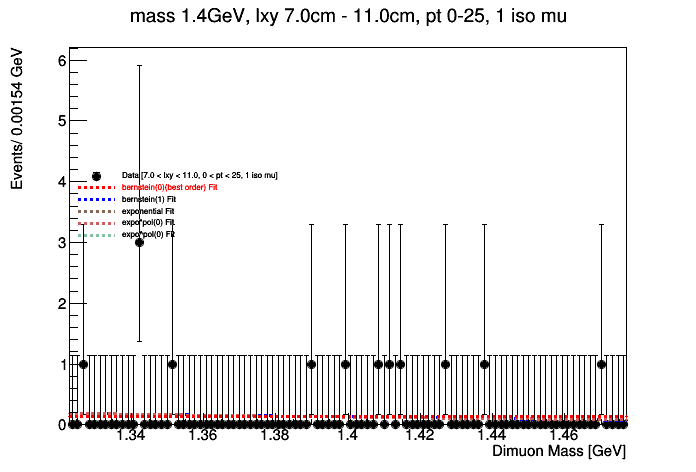 mass 1.4GeV, lxy 7.0cm - 11.0cm, pt 0-25, 1 iso mu
Events/ 0.00154 GeV
6
5
4
3
2
1
0
Data [7.0 < lxy < 11.0, 0 < pt < 25, 1 iso mu]
bernstein(0)(best order) Fit
bernstein(1) Fit
exponential Fit
expo*pol(0) Fit
expo*pol(0) Fit
1.34 1.36 1.38 1.4 1.42 1.44 1.46
Dimuon Mass [GeV]